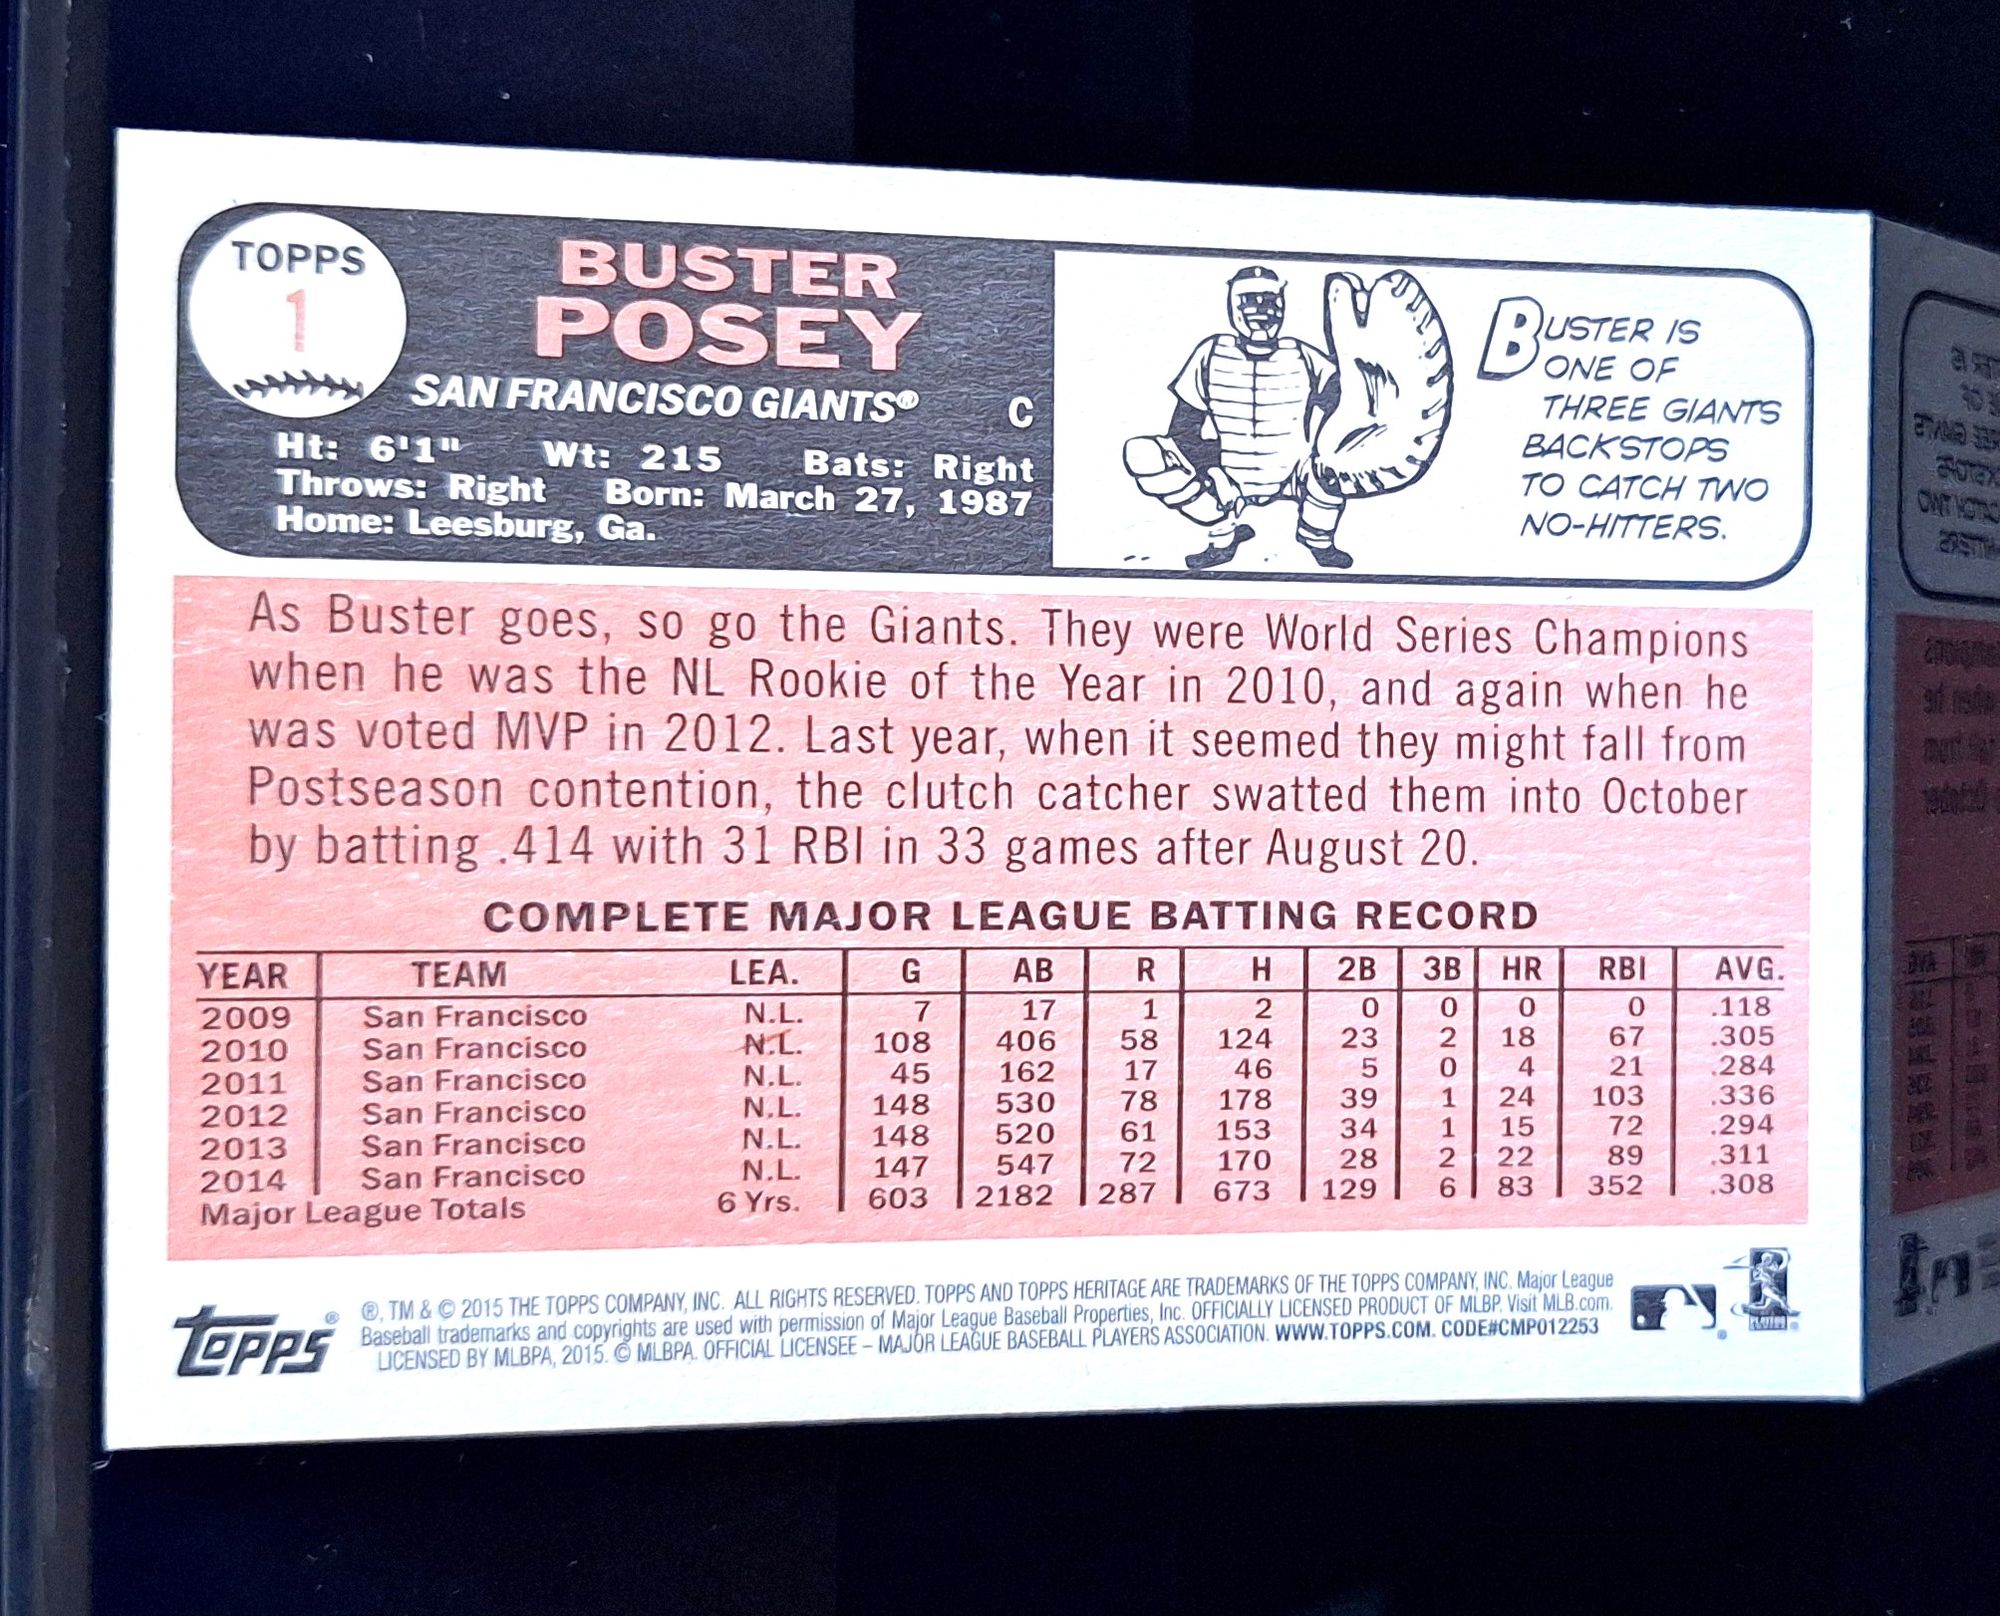 TOPPS
1
BUSTER
POSEY
SAN FRANCISCO GIANTS® C
Ht: 6'1" Wt: 215 Bats: Right
Throws: Right Born: March 27, 1987
Home: Leesburg, Ga.
BUSTER IS
ONE OF
THREE GIANTS
BACKSTOPS
TO CATCH TWO
NO-HITTERS.
As Buster goes, so go the Giants. They were World Series Champions
when he was the NL Rookie of the Year in 2010, and again when he
was voted MVP in 2012. Last year, when it seemed they might fall from
Postseason contention, the clutch catcher swatted them into October
by batting .414 with 31 RBI in 33 games after August 20.
COMPLETE MAJOR LEAGUE BATTING RECORD
YEAR TEAM LEA. G AB R H 2B 3B HR RBI AVG.
2009 San Francisco N.L. 7 17 1 2 0 0 0 0 .118
2010 San Francisco N.L. 108 406 58 124 23 2 18 67 .305
2011 San Francisco N.L. 45 162 17 46 5 0 4 21 .284
2012 San Francisco N.L. 148 530 78 178 39 1 24 103 .336
2013 San Francisco N.L. 148 520 61 153 34 1 15 72 .294
2014 San Francisco N.L. 147 547 72 170 28 2 22 89 .311
Major League Totals 6 Yrs. 603 2182 287 673 129 6 83 352 .308
Topps®
®, TM & © 2015 THE TOPPS COMPANY, INC. ALL RIGHTS RESERVED. TOPPS AND TOPPS HERITAGE ARE TRADEMARKS OF THE TOPPS COMPANY, INC. Major League
Baseball trademarks and copyrights are used with permission of Major League Baseball Properties, Inc. OFFICIALLY LICENSED PRODUCT OF MLBP. Visit MLB.com.
LICENSED BY MLBPA, 2015. © MLBPA. OFFICIAL LICENSEE – MAJOR LEAGUE BASEBALL PLAYERS ASSOCIATION. WWW.TOPPS.COM. CODE#CMP012253